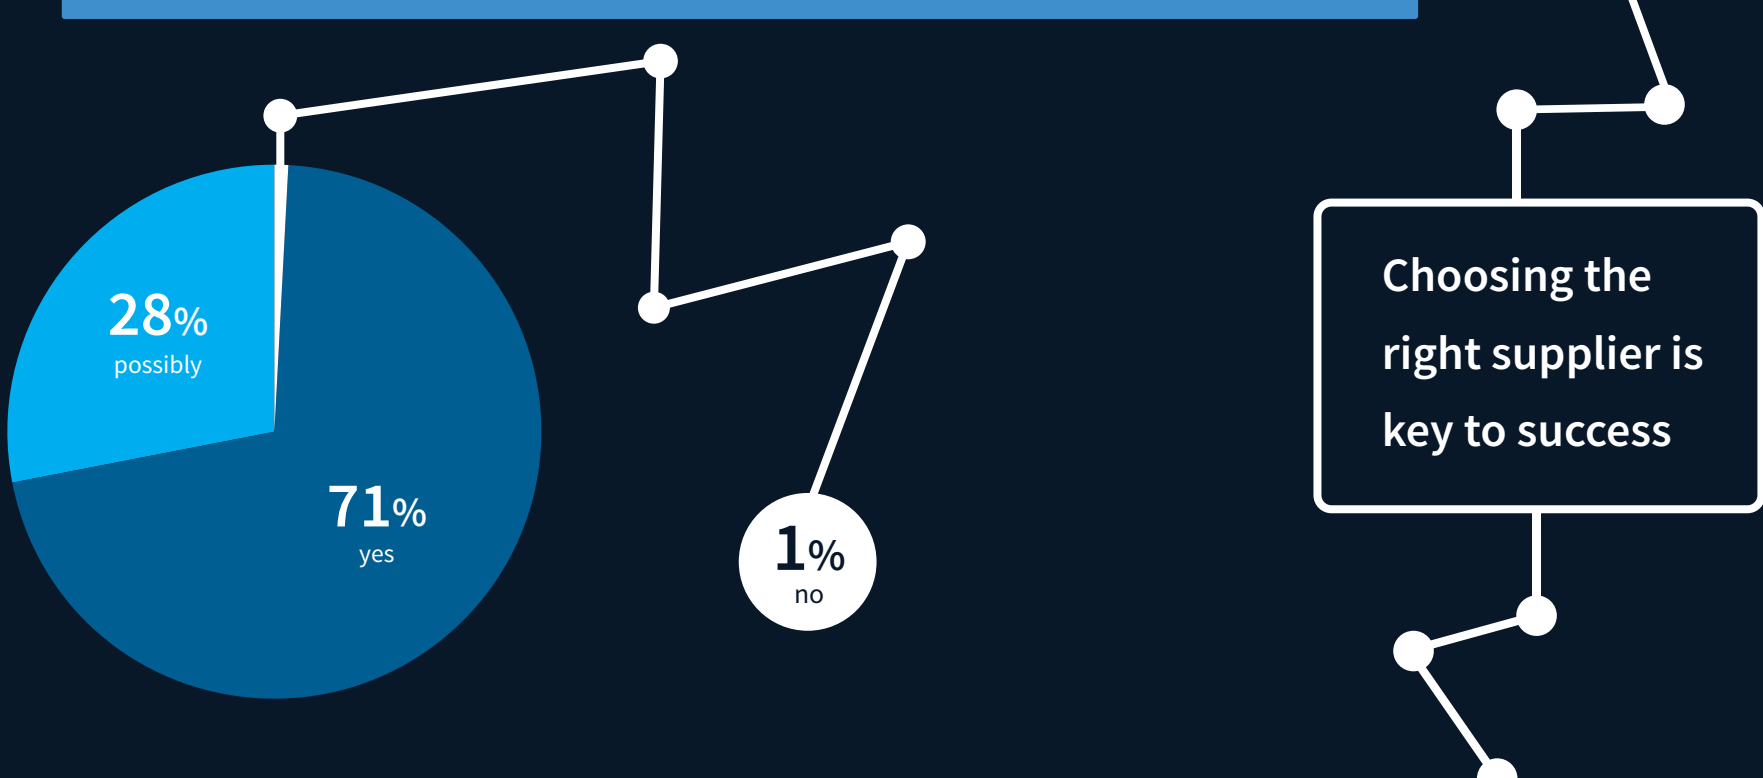 28%
possibly
71%
yes
1%
no
Choosing the
right supplier is
key to success